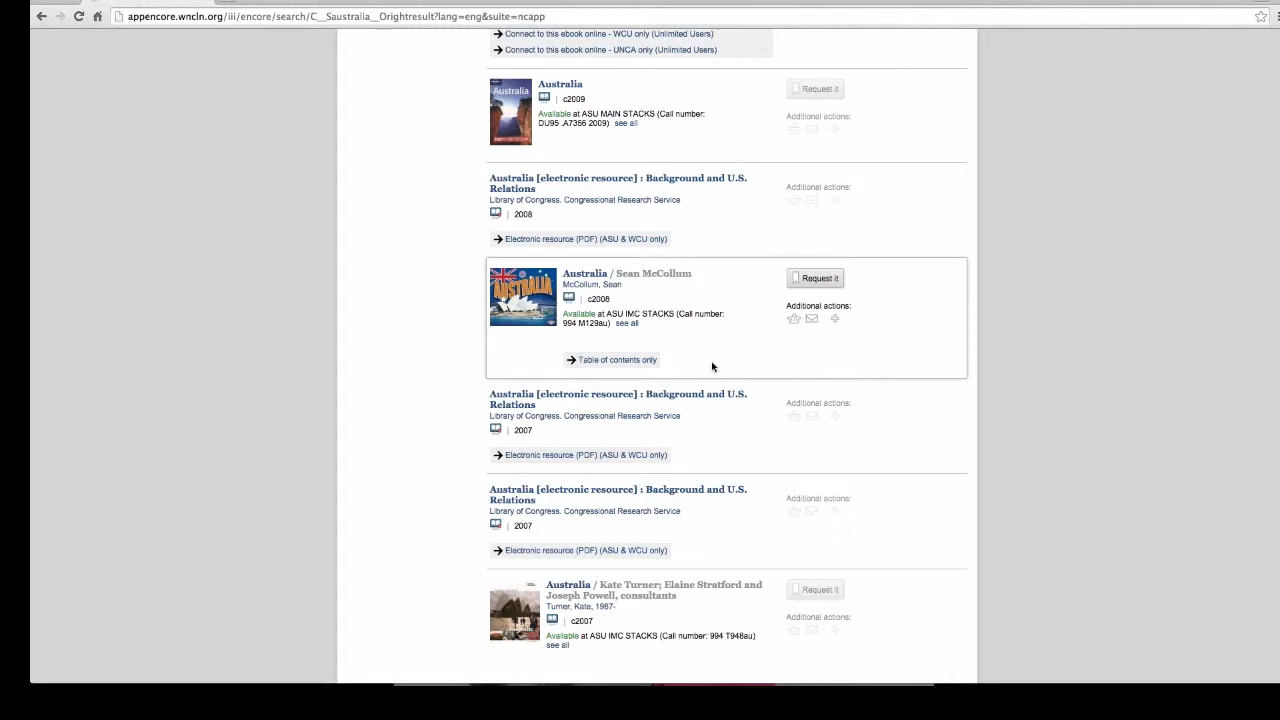 appencore.wncln.org/iii/encore/search/C__Saustralia__Orightresult?lang=eng&suite=ncapp
Connect to this ebook online - WCU only (Unlimited Users)
Connect to this ebook online - UNCA only (Unlimited Users)
Australia
Australia
| c2009
Available at ASU MAIN STACKS (Call number:
DU95 .A7356 2009) see all
Request it
Additional actions:
Australia [electronic resource] : Background and U.S.
Relations
Library of Congress. Congressional Research Service
| 2008
Electronic resource (PDF) (ASU & WCU only)
Additional actions:
AUSTRALIA
Australia / Sean McCollum
McCollum, Sean
| c2008
Available at ASU IMC STACKS (Call number:
994 M129au) see all
Table of contents only
Request it
Additional actions:
Australia [electronic resource] : Background and U.S.
Relations
Library of Congress. Congressional Research Service
| 2007
Electronic resource (PDF) (ASU & WCU only)
Additional actions:
Australia [electronic resource] : Background and U.S.
Relations
Library of Congress. Congressional Research Service
| 2007
Electronic resource (PDF) (ASU & WCU only)
Additional actions:
Australia / Kate Turner; Elaine Stratford and
Joseph Powell, consultants
Turner, Kate, 1967-
| c2007
Available at ASU IMC STACKS (Call number: 994 T948au)
see all
Request it
Additional actions: